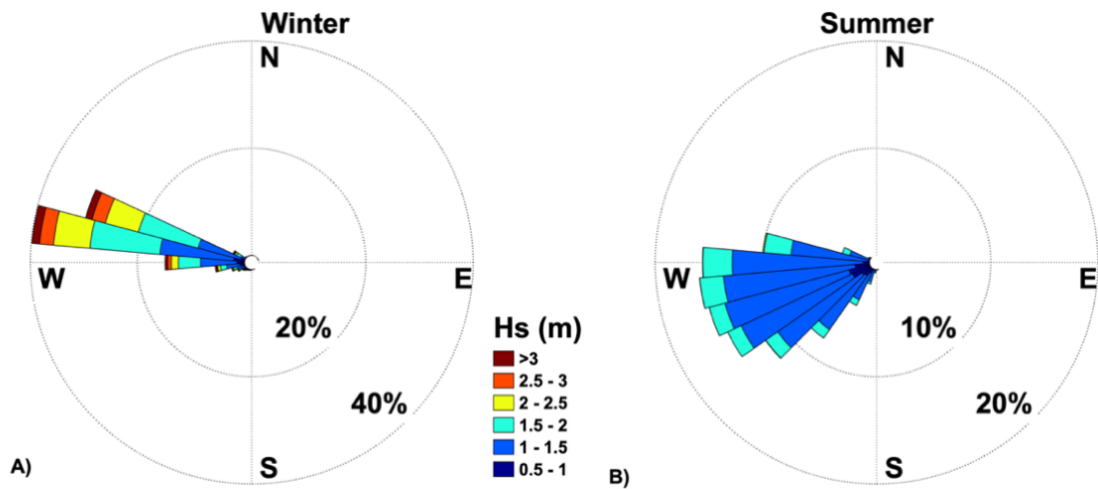 Winter
N
W
E
20%
40%
S
A)
Hs (m)
>3
2.5 - 3
2 - 2.5
1.5 - 2
1 - 1.5
0.5 - 1
Summer
N
W
E
10%
20%
S
B)